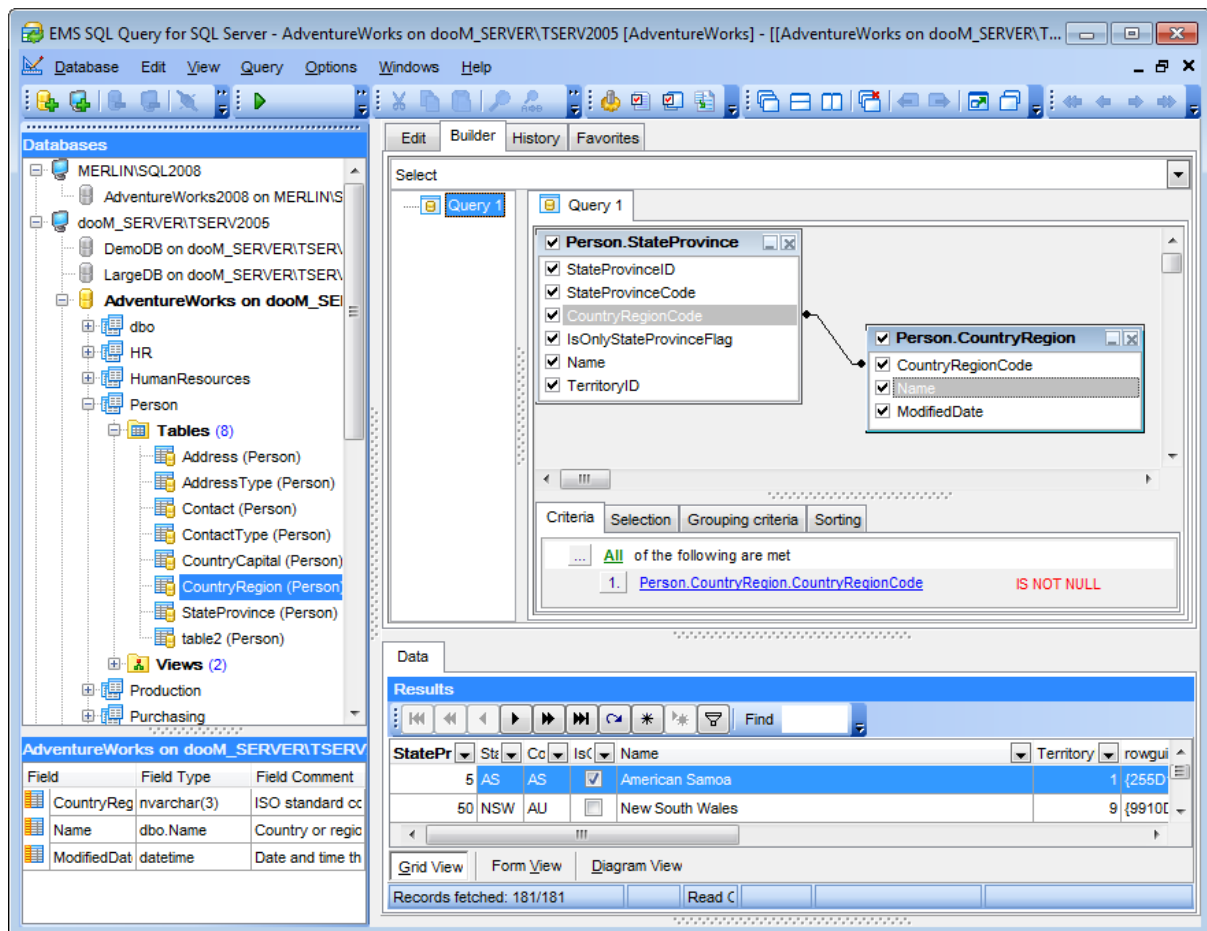 EMS SQL Query for SQL Server - AdventureWorks on dooM_SERVER\TSERV2005 [AdventureWorks] - [[AdventureWorks on dooM_SERVER\T...
Database Edit View Query Options Windows Help
Databases
MERLIN\SQL2008
AdventureWorks2008 on MERLIN\S
dooM_SERVER\TSERV2005
DemoDB on dooM_SERVER\TSER\
LargeDB on dooM_SERVER\TSER\
AdventureWorks on dooM_SEI
dbo
HR
HumanResources
Person
Tables (8)
Address (Person)
AddressType (Person)
Contact (Person)
ContactType (Person)
CountryCapital (Person)
CountryRegion (Person)
StateProvince (Person)
table2 (Person)
Views (2)
Production
Purchasing
AdventureWorks on dooM_SERVER\TSERV
Field Field Type Field Comment
CountryReg nvarchar(3) ISO standard cc
Name dbo.Name Country or regic
ModifiedDat datetime Date and time th
Edit Builder History Favorites
Select
Query 1
Query 1
Person.StateProvince
StateProvinceID
StateProvinceCode
CountryRegionCode
IsOnlyStateProvinceFlag
Name
TerritoryID
Person.CountryRegion
CountryRegionCode
Name
ModifiedDate
Criteria Selection Grouping criteria Sorting
... All of the following are met
1. Person.CountryRegion.CountryRegionCode IS NOT NULL
Data
Results
Find
StatePr Sta Co IsO Name Territory rowgui
5 AS AS American Samoa 1 {255D
50 NSW AU New South Wales 9 {9910D
Grid View Form View Diagram View
Records fetched: 181/181 Read C